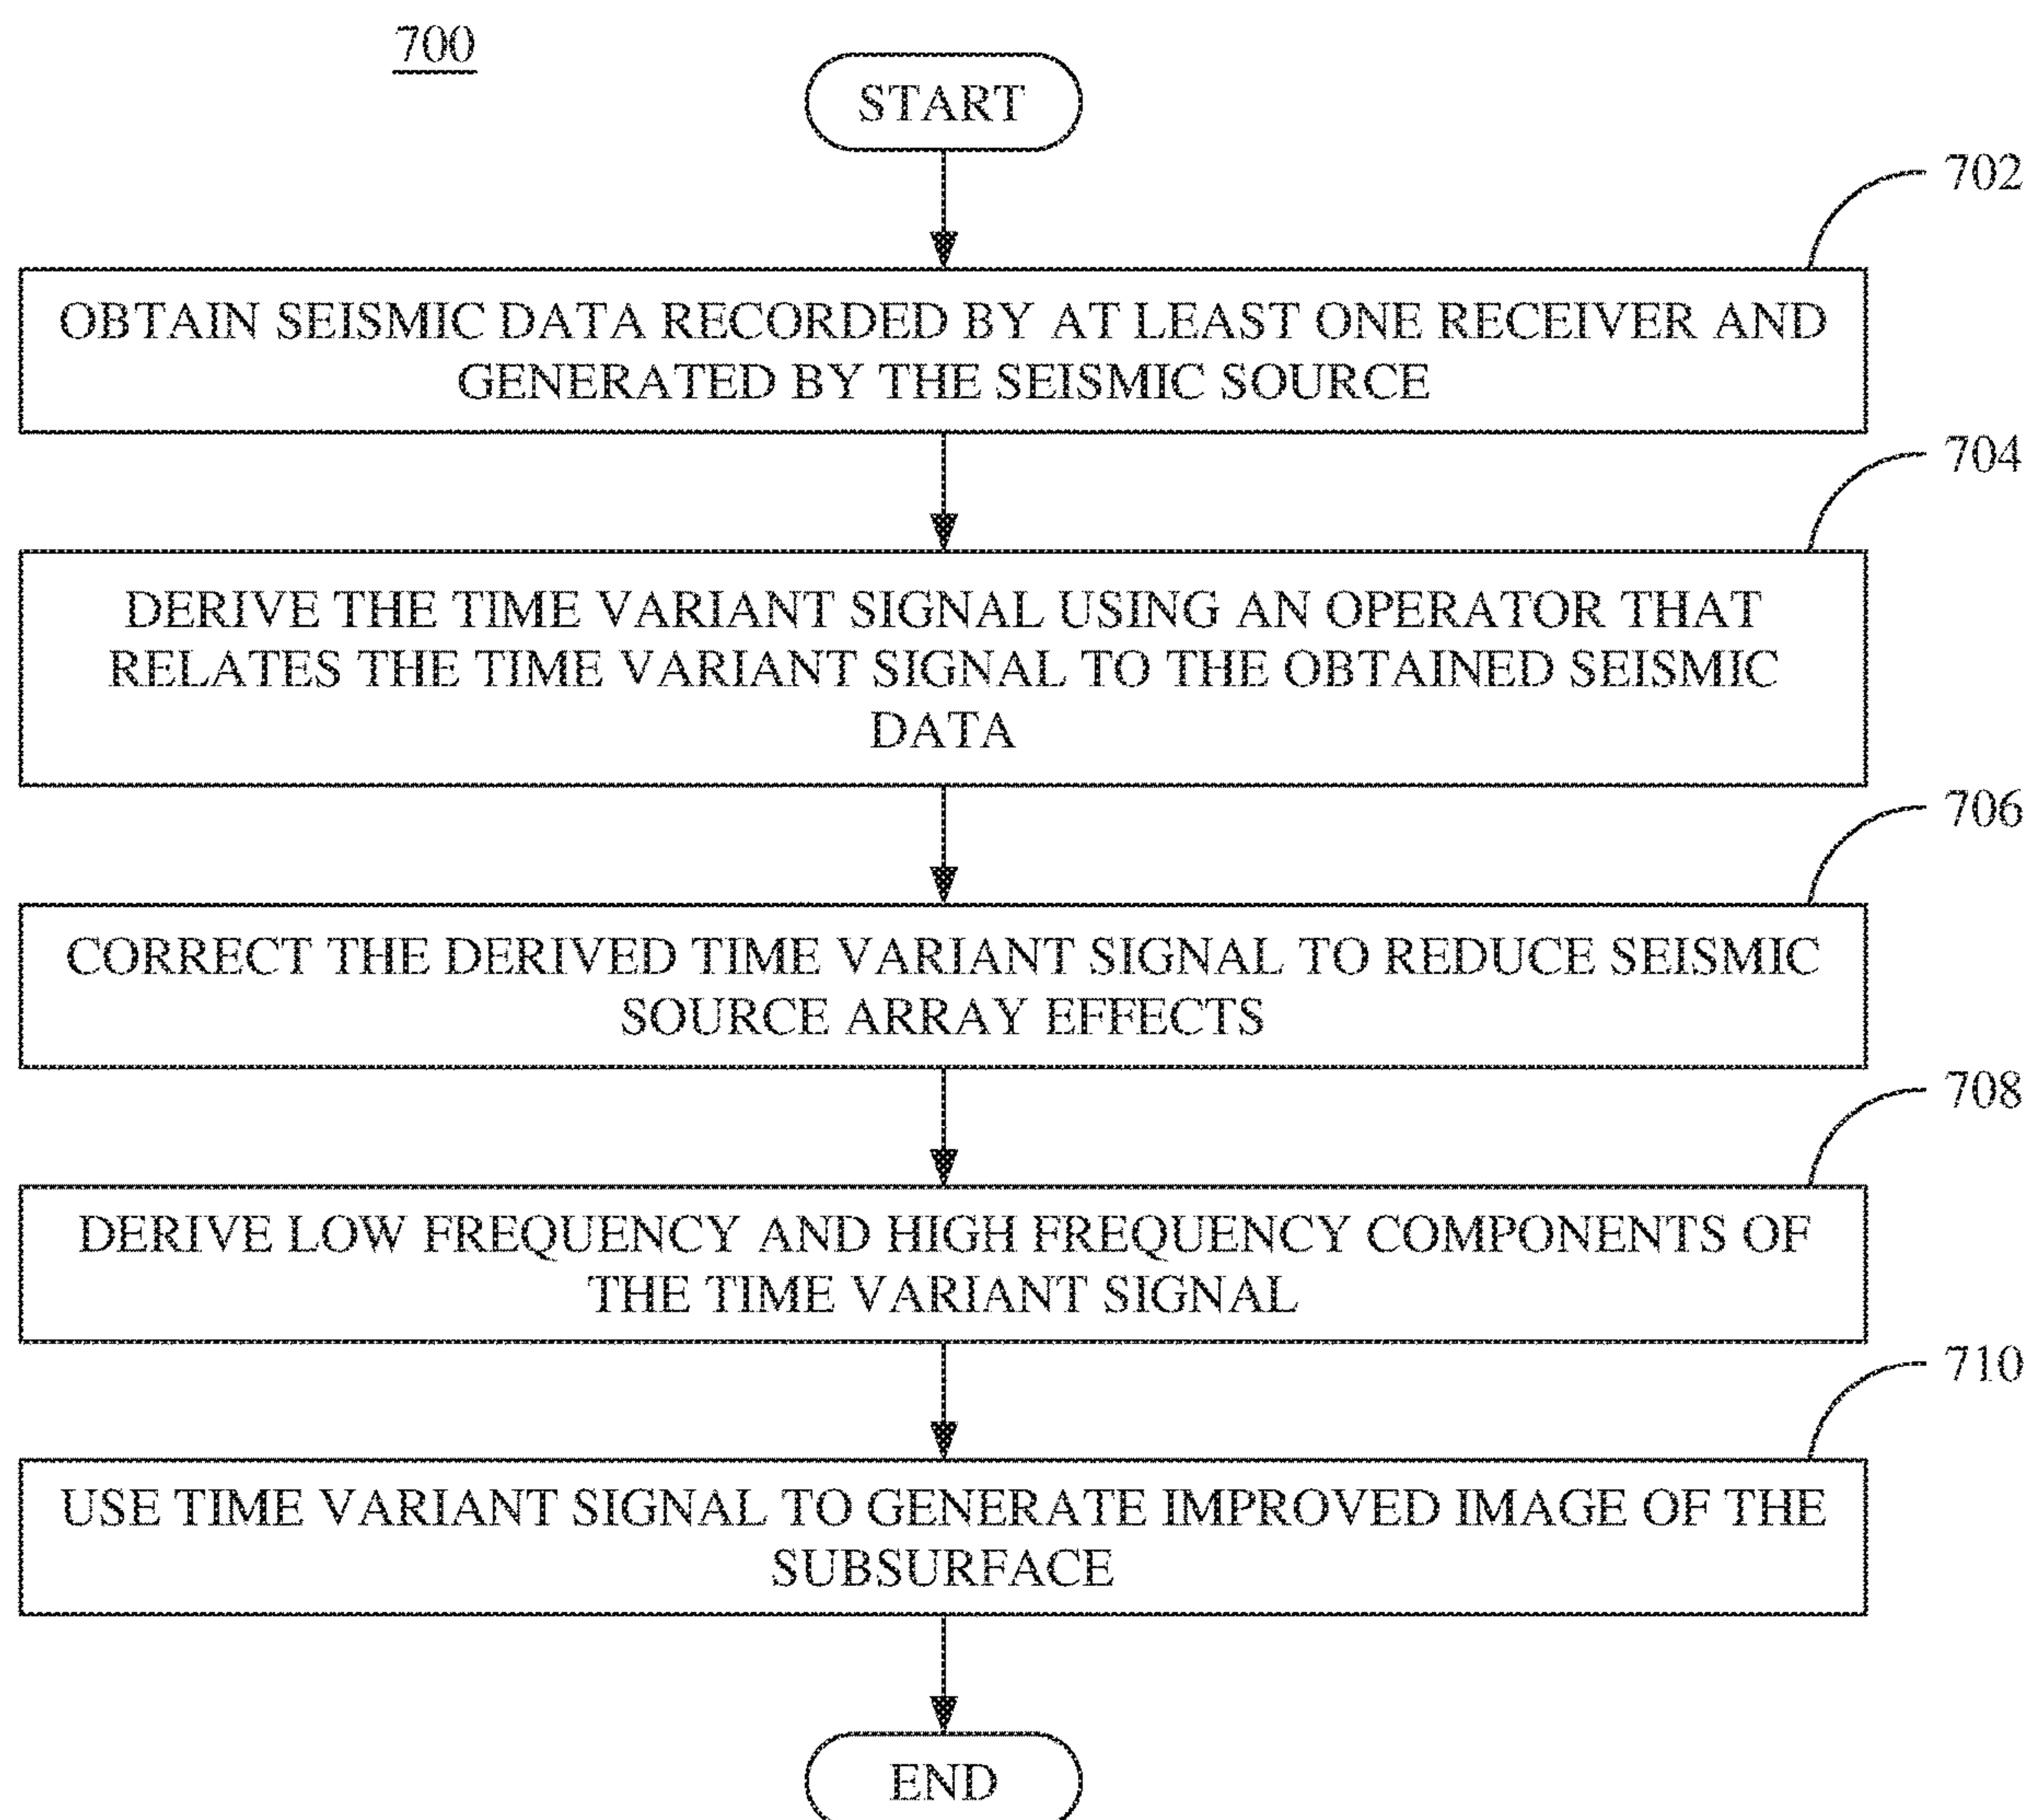 700
START
702
OBTAIN SEISMIC DATA RECORDED BY AT LEAST ONE RECEIVER AND
GENERATED BY THE SEISMIC SOURCE
704
DERIVE THE TIME VARIANT SIGNAL USING AN OPERATOR THAT
RELATES THE TIME VARIANT SIGNAL TO THE OBTAINED SEISMIC
DATA
706
CORRECT THE DERIVED TIME VARIANT SIGNAL TO REDUCE SEISMIC
SOURCE ARRAY EFFECTS
708
DERIVE LOW FREQUENCY AND HIGH FREQUENCY COMPONENTS OF
THE TIME VARIANT SIGNAL
710
USE TIME VARIANT SIGNAL TO GENERATE IMPROVED IMAGE OF THE
SUBSURFACE
END